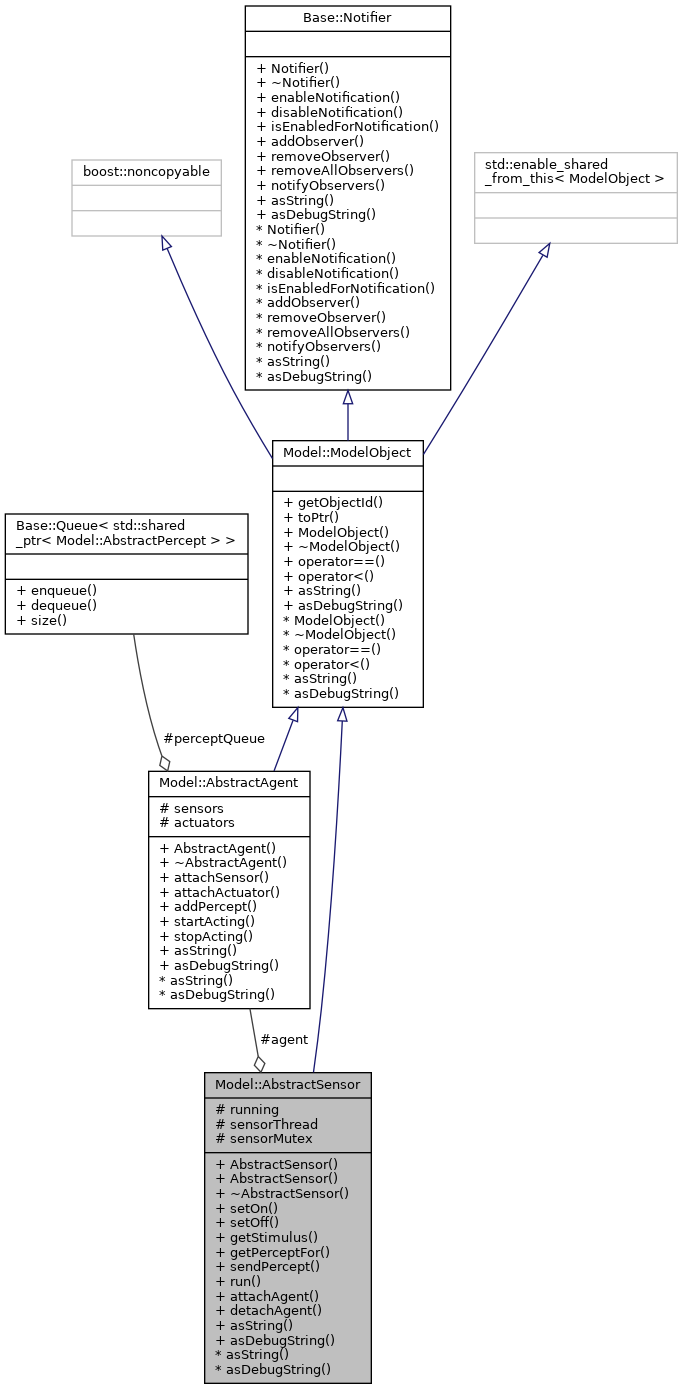 Base::Notifier
+ Notifier()
+ ~Notifier()
+ enableNotification()
+ disableNotification()
+ isEnabledForNotification()
+ addObserver()
+ removeObserver()
+ removeAllObservers()
+ notifyObservers()
+ asString()
+ asDebugString()
* Notifier()
* ~Notifier()
* enableNotification()
* disableNotification()
* isEnabledForNotification()
* addObserver()
* removeObserver()
* removeAllObservers()
* notifyObservers()
* asString()
* asDebugString()
boost::noncopyable
std::enable_shared
_from_this< ModelObject >
Model::ModelObject
+ getObjectId()
+ toPtr()
+ ModelObject()
+ ~ModelObject()
+ operator==()
+ operator<()
+ asString()
+ asDebugString()
* ModelObject()
* ~ModelObject()
* operator==()
* operator<()
* asString()
* asDebugString()
Base::Queue< std::shared
_ptr< Model::AbstractPercept > >
+ enqueue()
+ dequeue()
+ size()
#perceptQueue
Model::AbstractAgent
# sensors
# actuators
+ AbstractAgent()
+ ~AbstractAgent()
+ attachSensor()
+ attachActuator()
+ addPercept()
+ startActing()
+ stopActing()
+ asString()
+ asDebugString()
* asString()
* asDebugString()
#agent
Model::AbstractSensor
# running
# sensorThread
# sensorMutex
+ AbstractSensor()
+ AbstractSensor()
+ ~AbstractSensor()
+ setOn()
+ setOff()
+ getStimulus()
+ getPerceptFor()
+ sendPercept()
+ run()
+ attachAgent()
+ detachAgent()
+ asString()
+ asDebugString()
* asString()
* asDebugString()